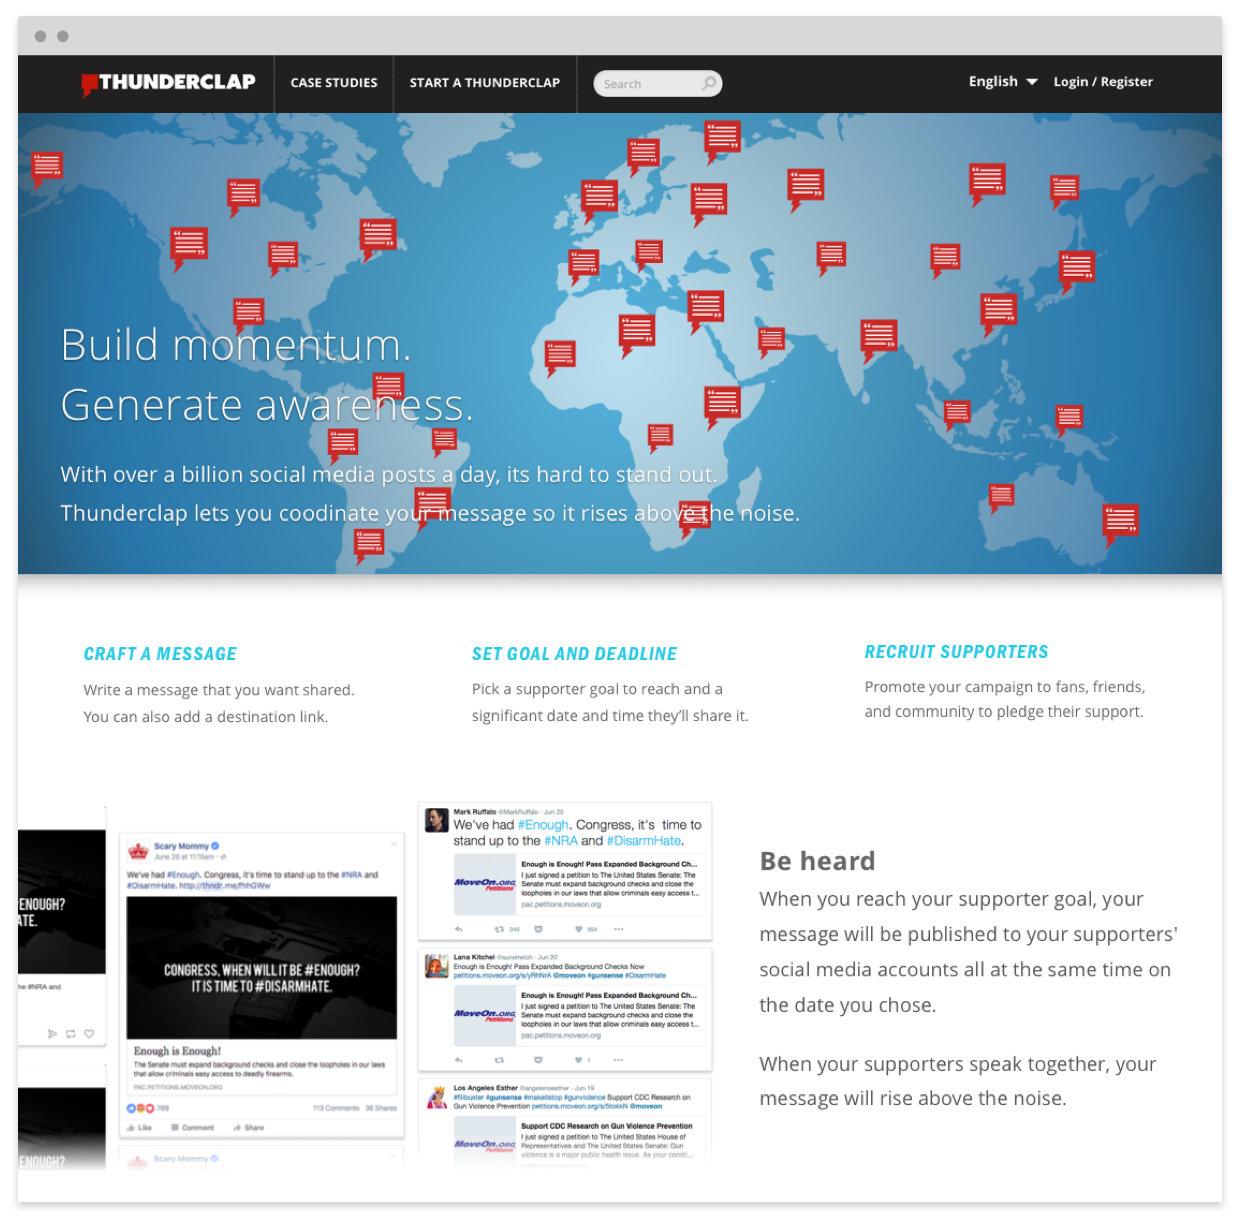 THUNDERCLAP
CASE STUDIES
START A THUNDERCLAP
Search
English
Login / Register
Build momentum.
Generate awareness.
With over a billion social media posts a day, its hard to stand out.
Thunderclap lets you coodinate your message so it rises above the noise.
CRAFT A MESSAGE
Write a message that you want shared.
You can also add a destination link.
SET GOAL AND DEADLINE
Pick a supporter goal to reach and a
significant date and time they'll share it.
RECRUIT SUPPORTERS
Promote your campaign to fans, friends,
and community to pledge their support.
ENOUGH?
ATE.
he #NRA and
ENOUGH?
Scary Mommy
June 20 at 11:15am
We've had #Enough. Congress, it's time to stand up to the #NRA and
#DisarmHate. http://thndr.me/fhhGWw
CONGRESS, WHEN WILL IT BE #ENOUGH?
IT IS TIME TO #DISARMHATE.
Enough is Enough!
The Senate must expand background checks and close the loopholes in our laws
that allow criminals easy access to deadly firearms.
PAC.PETITIONS.MOVEON.ORG
789
113 Comments 36 Shares
Like Comment Share
Scary Mommy
Mark Ruffalo @MarkRuffalo · Jun 20
We've had #Enough. Congress, it's time to
stand up to the #NRA and #DisarmHate.
MoveOn.ORG
Petitions
Enough is Enough! Pass Expanded Background Ch...
I just signed a petition to The United States Senate: The
Senate must expand background checks and close the
loopholes in our laws that allow criminals easy access t...
pac.petitions.moveon.org
345 864
Lana Kitchel @sunstretch · Jun 20
Enough is Enough! Pass Expanded Background Checks Now
petitions.moveon.org/s/yRhNrA @moveon #gunsense #DisarmHate
MoveOn.ORG
Petitions
Enough is Enough! Pass Expanded Background Ch...
I just signed a petition to The United States Senate: The
Senate must expand background checks and close the
loopholes in our laws that allow criminals easy access t...
pac.petitions.moveon.org
1
Los Angeles Esther @angelenoesther · Jun 19
#filibuster #gunsense #makeitstop #gunviolence Support CDC Research on
Gun Violence Prevention petitions.moveon.org/s/5tokkN @moveon
MoveOn.ORG
Petitions
Support CDC Research on Gun Violence Prevention
I just signed a petition to The United States House of
Representatives and The United States Senate: Gun
violence is a major public health issue. As your consti...
Be heard
When you reach your supporter goal, your
message will be published to your supporters'
social media accounts all at the same time on
the date you chose.
When your supporters speak together, your
message will rise above the noise.